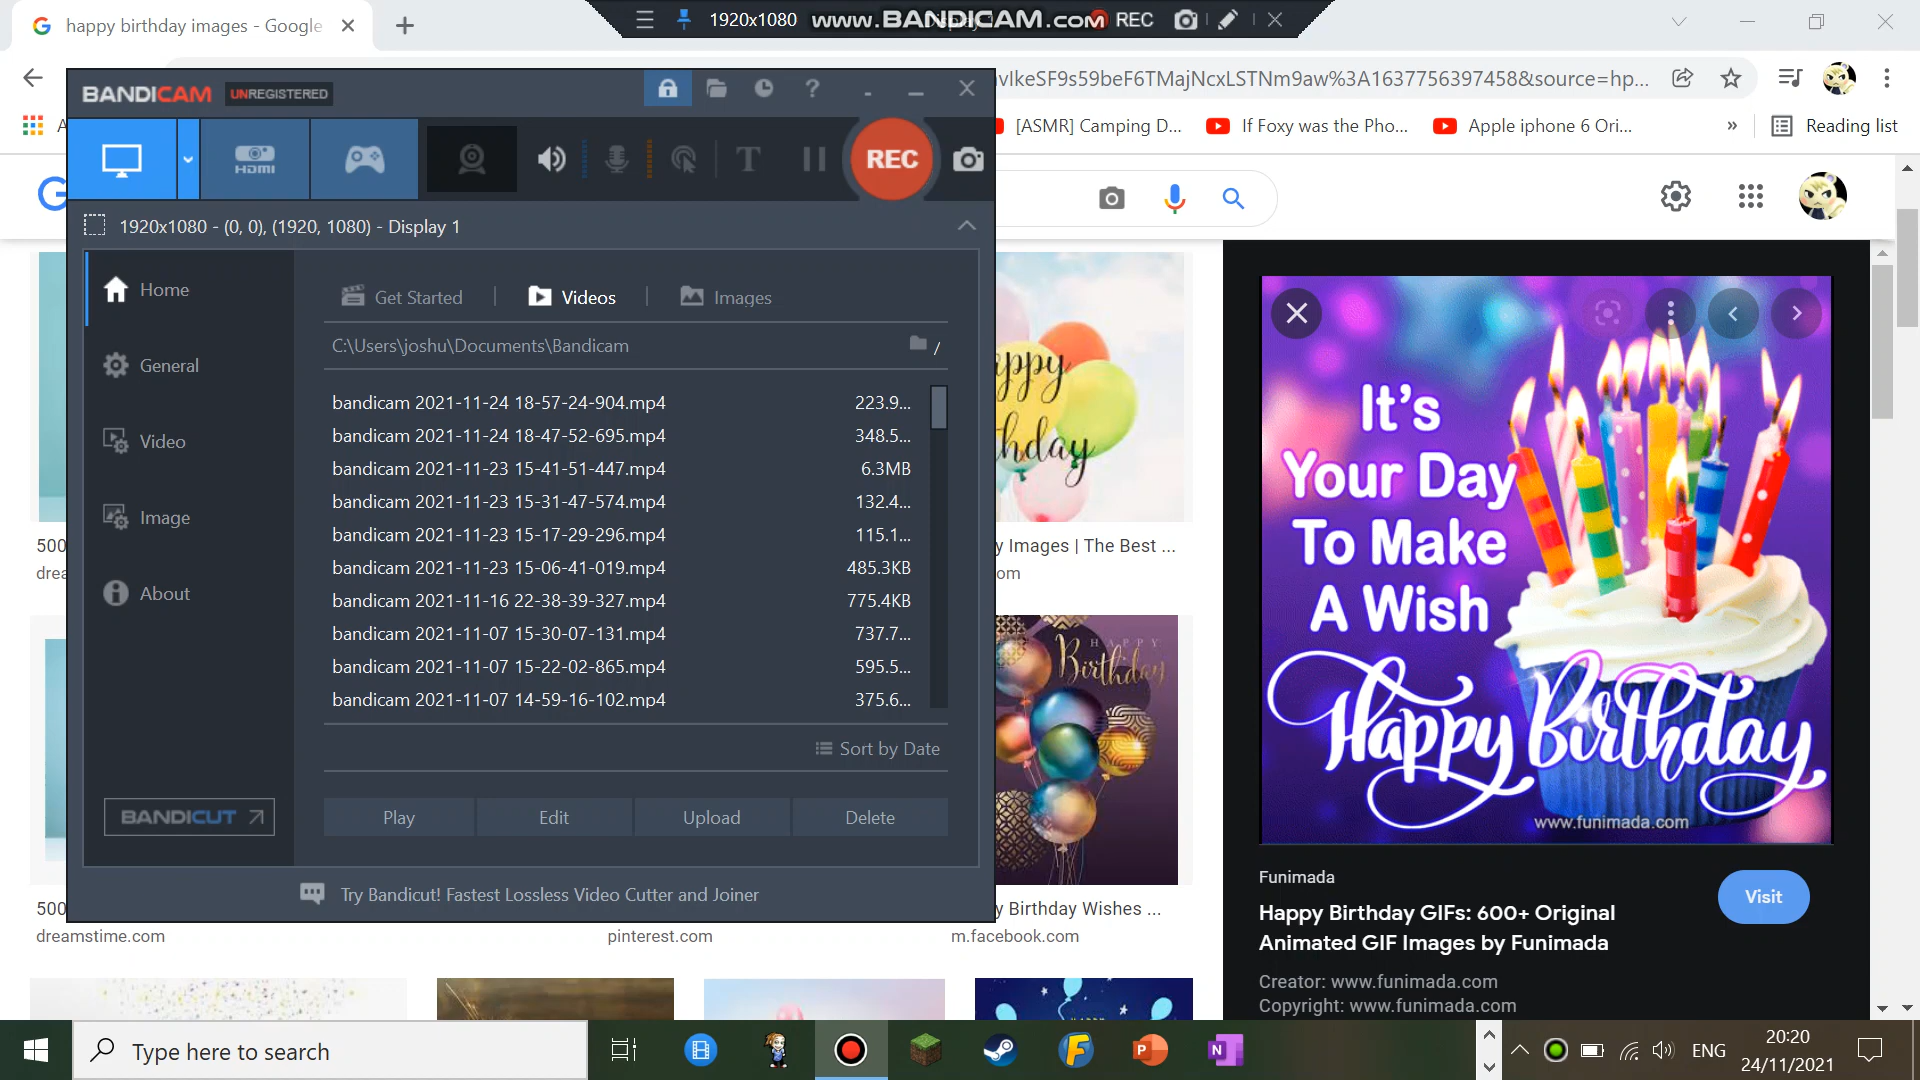 happy birthday images - Google
1920x1080
www.BANDICAM.com
REC
vIkeSF9s59beF6TMajNcxLSTNm9aw%3A1637756397458&source=hp...
[ASMR] Camping D...
If Foxy was the Pho...
Apple iphone 6 Ori...
»
Reading list
BANDICAM
UNREGISTERED
HDMI
REC
1920x1080 - (0, 0), (1920, 1080) - Display 1
Home
General
Video
Image
About
BANDICUT
Get Started
Videos
Images
C:\Users\joshu\Documents\Bandicam
/
bandicam 2021-11-24 18-57-24-904.mp4 223.9...
bandicam 2021-11-24 18-47-52-695.mp4 348.5...
bandicam 2021-11-23 15-41-51-447.mp4 6.3MB
bandicam 2021-11-23 15-31-47-574.mp4 132.4...
bandicam 2021-11-23 15-17-29-296.mp4 115.1...
bandicam 2021-11-23 15-06-41-019.mp4 485.3KB
bandicam 2021-11-16 22-38-39-327.mp4 775.4KB
bandicam 2021-11-07 15-30-07-131.mp4 737.7...
bandicam 2021-11-07 15-22-02-865.mp4 595.5...
bandicam 2021-11-07 14-59-16-102.mp4 375.6...
Sort by Date
Play
Edit
Upload
Delete
Try Bandicut! Fastest Lossless Video Cutter and Joiner
500
drea
500
dreamstime.com
pinterest.com
y Images | The Best ...
om
HAPPY
Birthday
y Birthday Wishes ...
m.facebook.com
It's
Your Day
To Make
A Wish
Happy Birthday
www.funimada.com
Funimada
Happy Birthday GIFs: 600+ Original
Animated GIF Images by Funimada
Visit
Creator: www.funimada.com
Copyright: www.funimada.com
Type here to search
ENG
20:20
24/11/2021